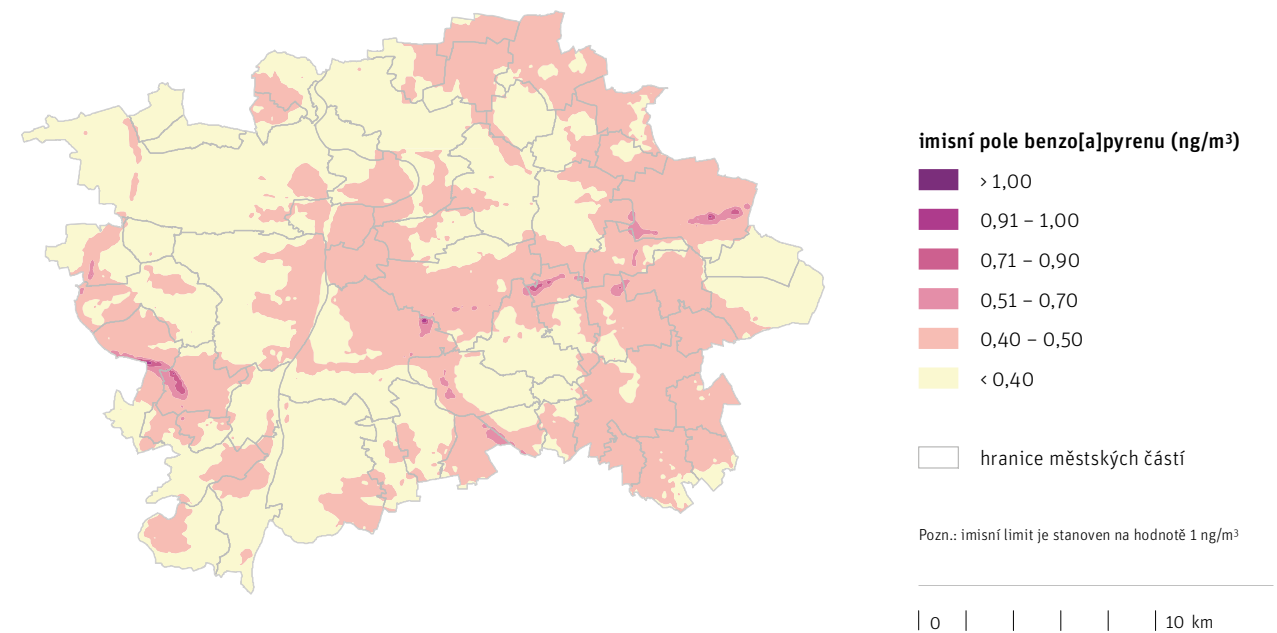 imisní pole benzo[a]pyrenu (ng/m³)
> 1,00
0,91 – 1,00
0,71 – 0,90
0,51 – 0,70
0,40 – 0,50
< 0,40
hranice městských částí
Pozn.: imisní limit je stanoven na hodnotě 1 ng/m³
0 10 km